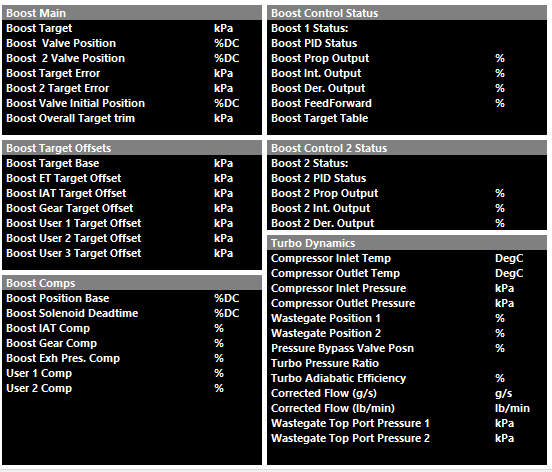 Boost Main
Boost Target kPa
Boost  Valve Position %DC
Boost  2 Valve Position %DC
Boost Target Error kPa
Boost 2 Target Error kPa
Boost Valve Initial Position %DC
Boost Overall Target trim kPa
Boost Target Offsets
Boost Target Base kPa
Boost ET Target Offset kPa
Boost IAT Target Offset kPa
Boost Gear Target Offset kPa
Boost User 1 Target Offset kPa
Boost User 2 Target Offset kPa
Boost User 3 Target Offset kPa
Boost Comps
Boost Position Base %DC
Boost Solenoid Deadtime %DC
Boost IAT Comp %
Boost Gear Comp %
Boost Exh Pres. Comp %
User 1 Comp %
User 2 Comp %
Boost Control Status
Boost 1 Status:
Boost PID Status
Boost Prop Output %
Boost Int. Output %
Boost Der. Output %
Boost FeedForward %
Boost Target Table
Boost Control 2 Status
Boost 2 Status:
Boost 2 PID Status
Boost 2 Prop Output %
Boost 2 Int. Output %
Boost 2 Der. Output %
Turbo Dynamics
Compressor Inlet Temp DegC
Compressor Outlet Temp DegC
Compressor Inlet Pressure kPa
Compressor Outlet Pressure kPa
Wastegate Position 1 %
Wastegate Position 2 %
Pressure Bypass Valve Posn %
Turbo Pressure Ratio
Turbo Adiabatic Efficiency %
Corrected Flow (g/s) g/s
Corrected Flow (lb/min) lb/min
Wastegate Top Port Pressure 1 kPa
Wastegate Top Port Pressure 2 kPa